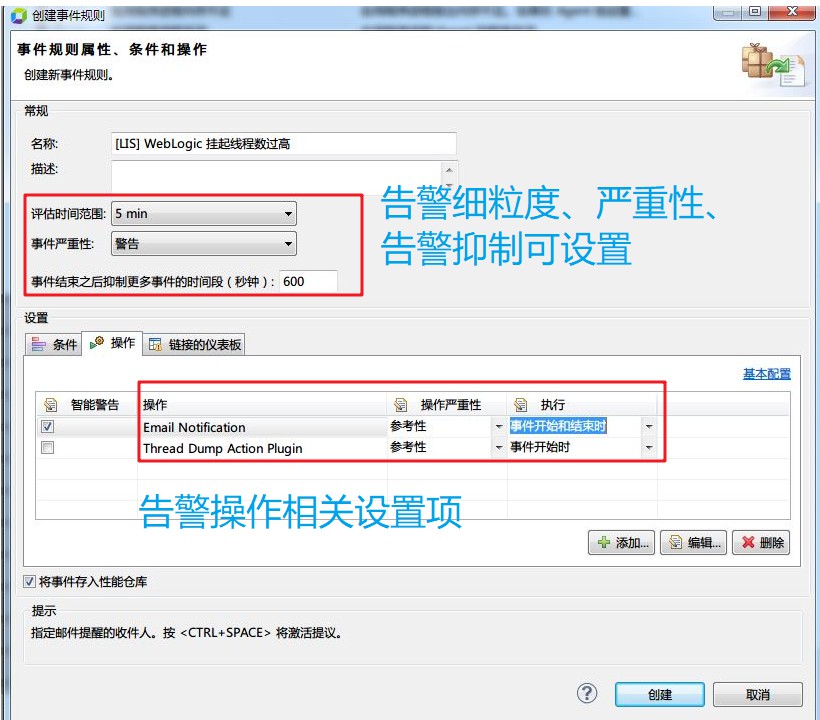 创建事件规则
事件规则属性、条件和操作
创建新事件规则。
常规
名称: [LIS] WebLogic 挂起线程数过高
描述:
评估时间范围: 5 min
事件严重性: 警告
事件结束之后抑制更多事件的时间段（秒钟）: 600
告警细粒度、严重性、
告警抑制可设置
设置
条件 操作 链接的仪表板
基本配置
智能警告 操作 操作严重性 执行
Email Notification 参考性 事件开始和结束时
Thread Dump Action Plugin 参考性 事件开始时
告警操作相关设置项
添加... 编辑... 删除
将事件存入性能仓库
提示
指定邮件提醒的收件人。按 <CTRL+SPACE> 将激活提议。
? 创建 取消